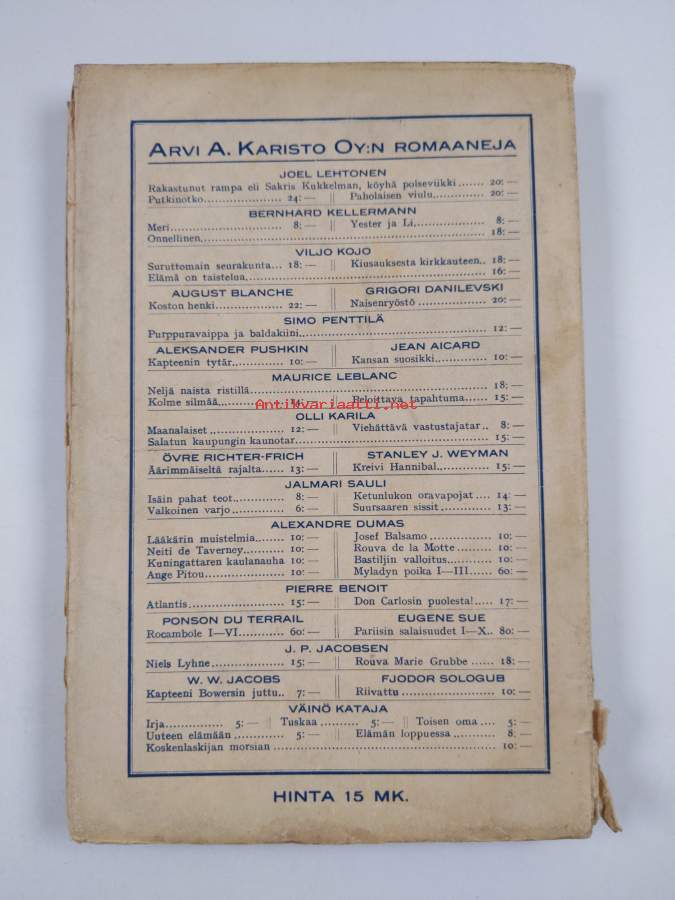 ARVI A. KARISTO OY:N ROMAANEJA
JOEL LEHTONEN
Rakastunut rampa eli Sakris Kukkelman, köyhä poiseviikki ....... 20: —
Putkinotko .................. 24: — || Paholaisen viulu .............. 20: —
BERNHARD KELLERMANN
Meri ............................ 8: — || Yester ja Li .................. 8: —
Onnellinen ........................ 18: —
VILJO KOJO
Suruttomain seurakunta... 18: — || Kiusauksesta kirkkauteen.. 18: —
Elämä on taistelua ........................ 16: —
AUGUST BLANCHE || GRIGORI DANILEVSKI
Koston henki ............... 22: — || Naisenryöstö ................ 20: —
SIMO PENTTILÄ
Purppuravaippa ja baldakiini ........................ 12: —
ALEKSANDER PUSHKIN || JEAN AICARD
Kapteenin tytär ............. 10: — || Kansan suosikki ............. 10: —
MAURICE LEBLANC
Neljä naista ristillä ........................ 18: —
Kolme silmää ............... 14: — || Peloittava tapahtuma ...... 15: —
Antikvariaatti.net
OLLI KARILA
Maanalaiset .................. 12: — || Viehättävä vastustajatar .. 8: —
Salatun kaupungin kaunotar ........................ 15: —
ÖVRE RICHTER-FRICH || STANLEY J. WEYMAN
Äärimmäiseltä rajalta ...... 13: — || Kreivi Hannibal ............. 15: —
JALMARI SAULI
Isäin pahat teot ............ 8: — || Ketunlukon oravapojat .... 14: —
Valkoinen varjo ............. 6: — || Suursaaren sissit ............ 13: —
ALEXANDRE DUMAS
Lääkärin muistelmia ........ 10: — || Josef Balsamo ............... 10: —
Neiti de Taverney .......... 10: — || Rouva de la Motte ......... 10: —
Kuningattaren kaulanauha 10: — || Bastiljin valloitus ............ 10: —
Ange Pitou ................... 10: — || Myladyn poika I—III ...... 60: —
PIERRE BENOIT
Atlantis ....................... 15: — || Don Carlosin puolesta! ..... 17: —
PONSON DU TERRAIL || EUGENE SUE
Rocambole I—VI ............ 60: — || Pariisin salaisuudet I—X .. 80: —
J. P. JACOBSEN
Niels Lyhne .................. 15: — || Rouva Marie Grubbe ...... 18: —
W. W. JACOBS || FJODOR SOLOGUB
Kapteeni Bowersin juttu .. 7: — || Riivattu ...................... 10: —
VÄINÖ KATAJA
Irja ............... 5: — || Tuskaa .......... 5: — || Toisen oma .... 5: —
Uuteen elämään ............ 5: — || Elämän loppuessa .......... 8: —
Koskenlaskijan morsian ........................ 10: —
HINTA 15 MK.